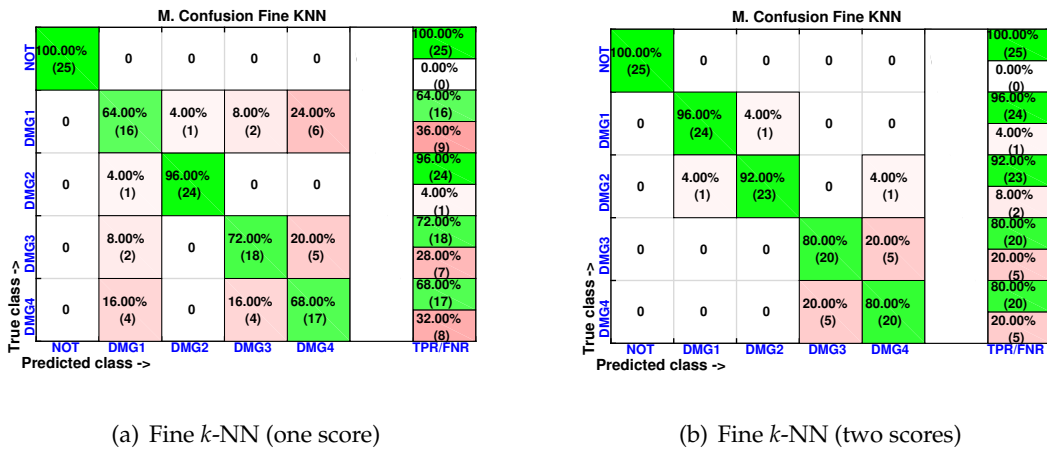 M. Confusion Fine KNN
NOT 100.00% 0 0 0 0 100.00%
(25) (25)
0.00%
(0)
DMG1 0 64.00% 4.00% 8.00% 24.00% 64.00%
(16) (1) (2) (6) (16)
36.00%
(9)
DMG2 0 4.00% 96.00% 0 0 96.00%
(1) (24) (24)
4.00%
(1)
DMG3 0 8.00% 0 72.00% 20.00% 72.00%
(2) (18) (5) (18)
28.00%
(7)
DMG4 0 16.00% 0 16.00% 68.00% 68.00%
(4) (4) (17) (17)
32.00%
(8)
True class ->
NOT DMG1 DMG2 DMG3 DMG4 TPR/FNR
Predicted class ->
(a) Fine k-NN (one score)
M. Confusion Fine KNN
NOT 100.00% 0 0 0 0 100.00%
(25) (25)
0.00%
(0)
DMG1 0 96.00% 4.00% 0 0 96.00%
(24) (1) (24)
4.00%
(1)
DMG2 0 4.00% 92.00% 0 4.00% 92.00%
(1) (23) (1) (23)
8.00%
(2)
DMG3 0 0 0 80.00% 20.00% 80.00%
(20) (5) (20)
20.00%
(5)
DMG4 0 0 0 20.00% 80.00% 80.00%
(5) (20) (20)
20.00%
(5)
True class ->
NOT DMG1 DMG2 DMG3 DMG4 TPR/FNR
Predicted class ->
(b) Fine k-NN (two scores)